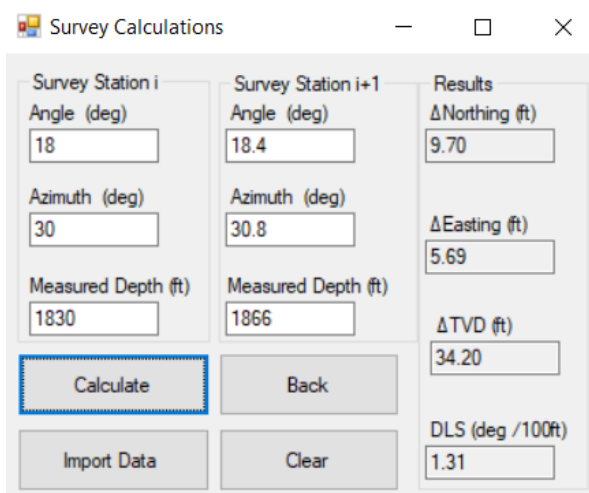 Survey Calculations
Survey Station i
Angle (deg)
18
Azimuth (deg)
30
Measured Depth (ft)
1830
Survey Station i+1
Angle (deg)
18.4
Azimuth (deg)
30.8
Measured Depth (ft)
1866
Results
ΔNorthing (ft)
9.70
ΔEasting (ft)
5.69
ΔTVD (ft)
34.20
DLS (deg /100ft)
1.31
Calculate
Back
Import Data
Clear